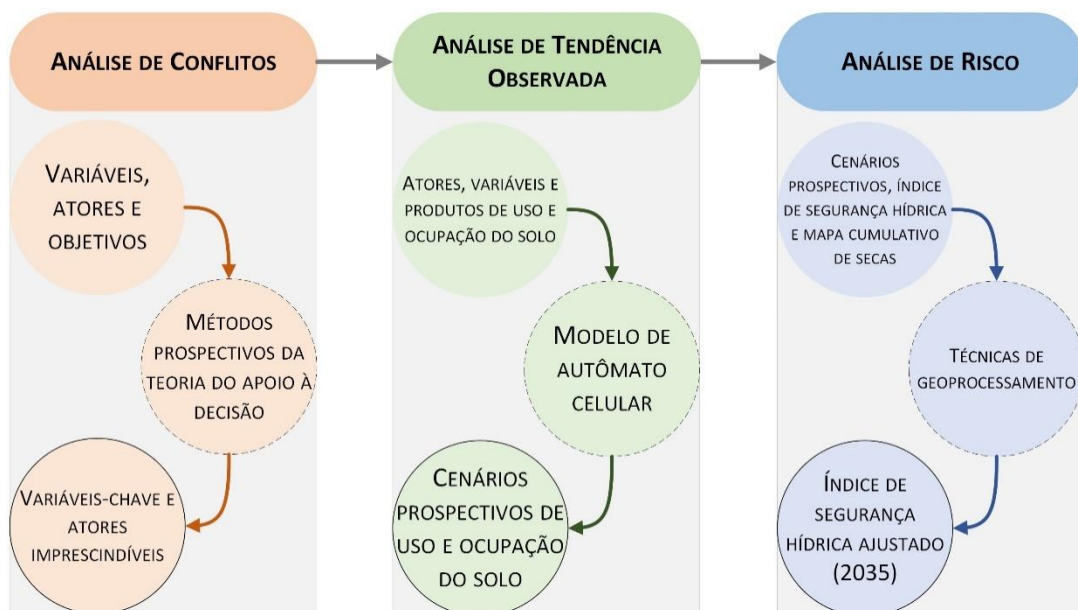 ANÁLISE DE CONFLITOS
VARIÁVEIS,
ATORES E
OBJETIVOS
MÉTODOS
PROSPECTIVOS DA
TEORIA DO APOIO À
DECISÃO
VARIÁVEIS-CHAVE E
ATORES
IMPRESCINDÍVEIS
ANÁLISE DE TENDÊNCIA
OBSERVADA
ATORES, VARIÁVEIS E
PRODUTOS DE USO E
OCUPAÇÃO DO SOLO
MODELO DE
AUTÔMATO
CELULAR
CENÁRIOS
PROSPECTIVOS DE
USO E OCUPAÇÃO
DO SOLO
ANÁLISE DE RISCO
CENÁRIOS
PROSPECTIVOS, ÍNDICE
DE SEGURANÇA HÍDRICA
E MAPA CUMULATIVO
DE SECAS
TÉCNICAS DE
GEOPROCESSAMENTO
ÍNDICE DE
SEGURANÇA
HÍDRICA AJUSTADO
(2035)